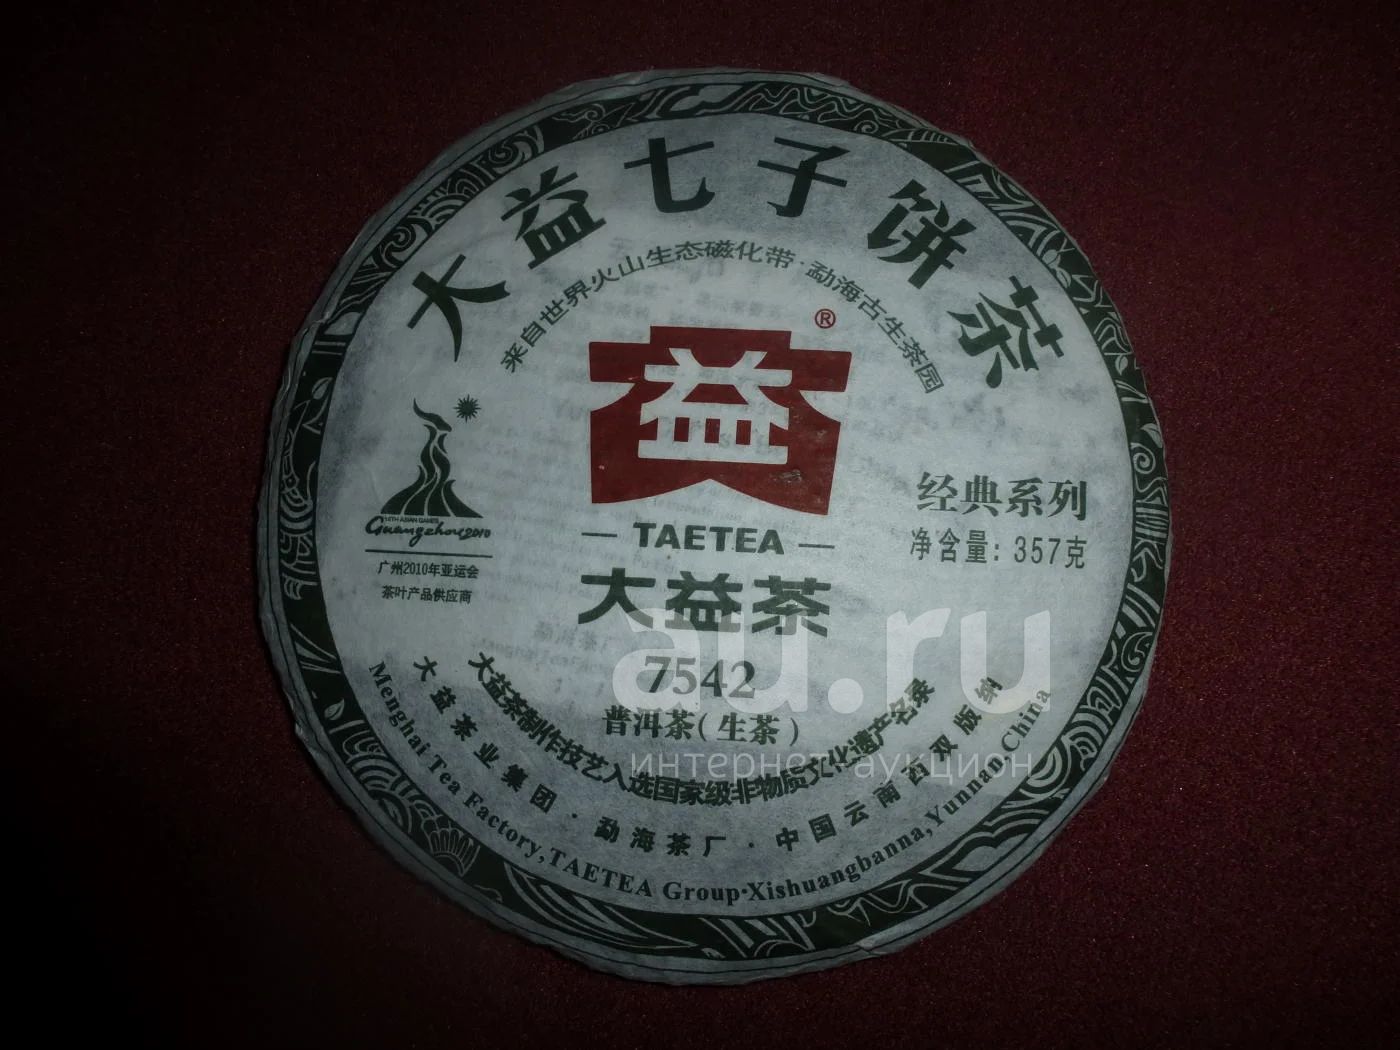 大益七子饼茶
来自世界火山生态磁化带·勐海古生茶园
®
益
16TH ASIAN GAMES
Guangzhou2010
广州2010年亚运会
茶叶产品供应商
经典系列
净含量: 357克
TAETEA
大益茶
7542
普洱茶(生茶)
大益茶制作技艺入选国家级非物质文化遗产名录
大益茶业集团·勐海茶厂·中国云南西双版纳
Menghai Tea Factory,TAETEA Group·Xishuangbanna,Yunnan,China
au.ru
интернет аукцион